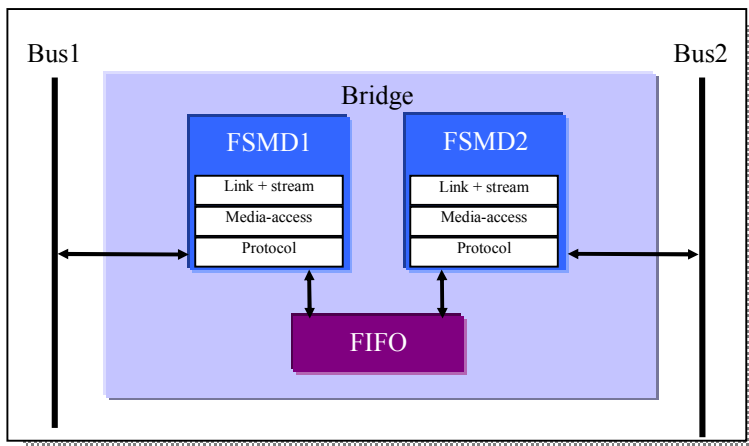 Bus1
Bus2
Bridge
FSMD1
FSMD2
Link + stream
Link + stream
Media-access
Media-access
Protocol
Protocol
FIFO